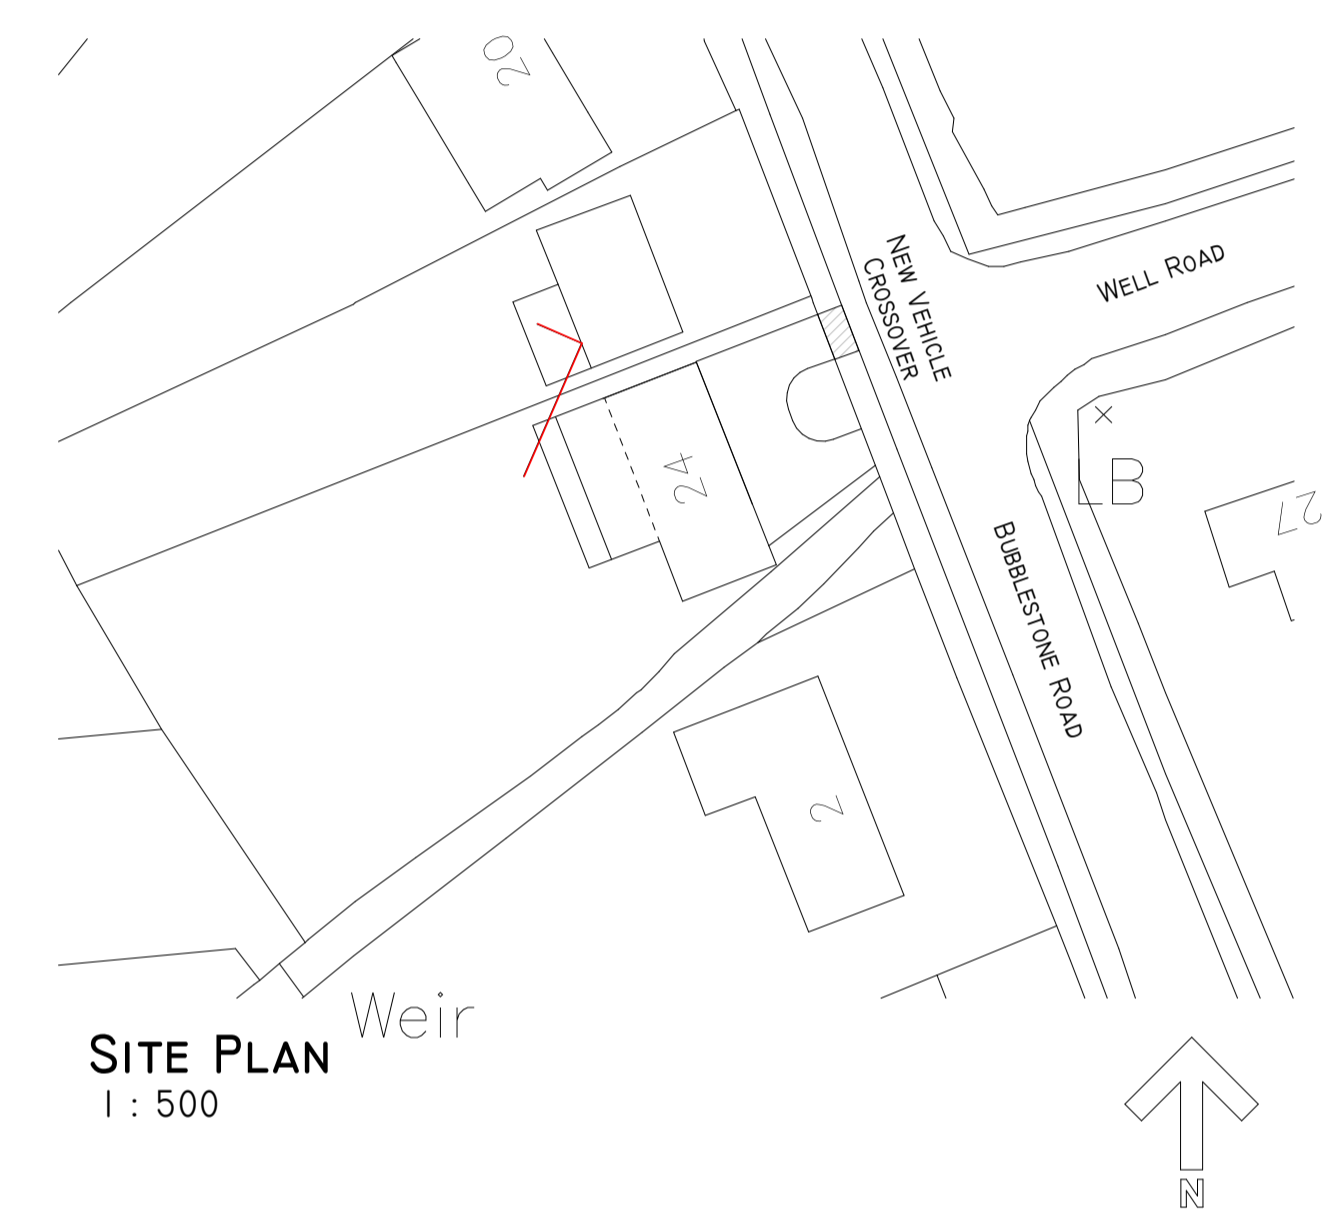 20
New Vehicle
Crossover
Well Road
24
LB
27
Bubblestone Road
2
Weir
Site Plan
1 : 500
N